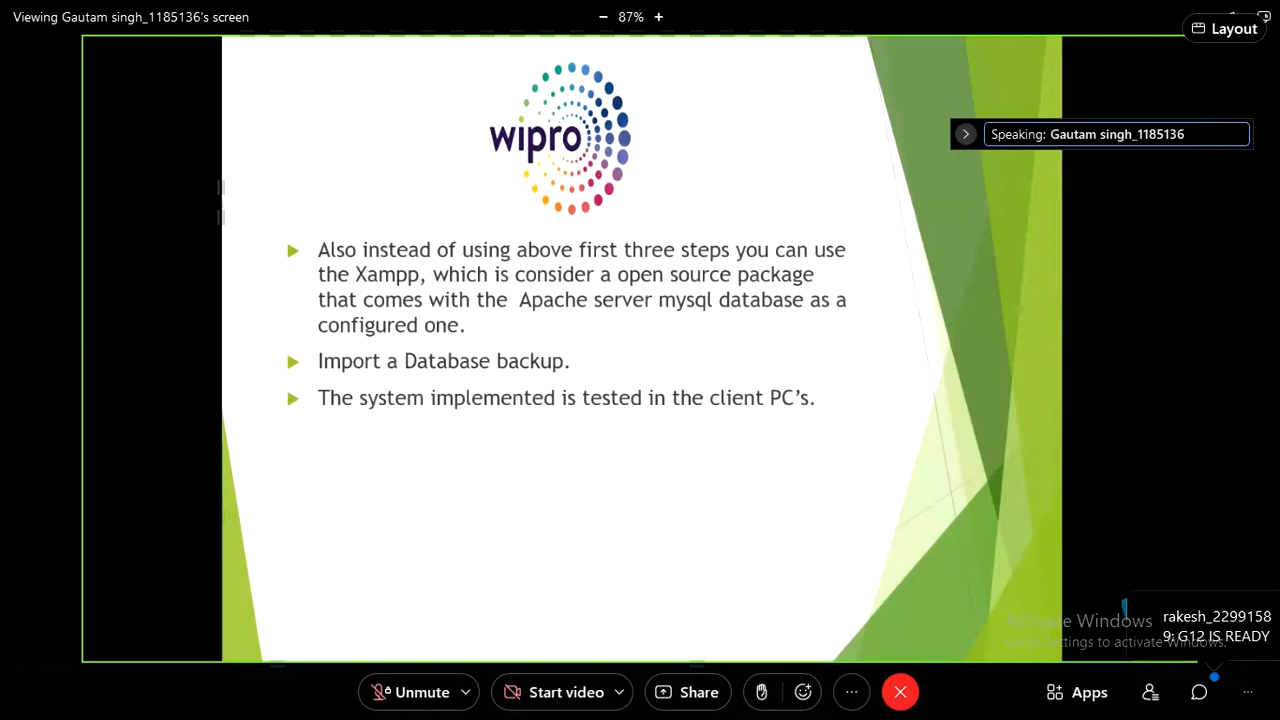 Viewing Gautam singh_1185136's screen
87%
Layout
wipro
Speaking: Gautam singh_1185136
Also instead of using above first three steps you can use
the Xampp, which is consider a open source package
that comes with the Apache server mysql database as a
configured one.
Import a Database backup.
The system implemented is tested in the client PC's.
Activate Windows
Settings to activate Windows.
rakesh_2299158
9: G12 IS READY
Unmute
Start video
Share
Apps